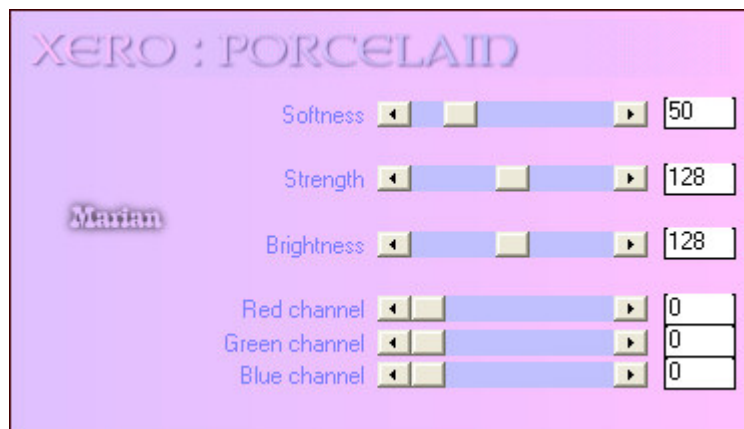 XERO : PORCELAIN
Softness 50
Strength 128
Marian
Brightness 128
Red channel 0
Green channel 0
Blue channel 0